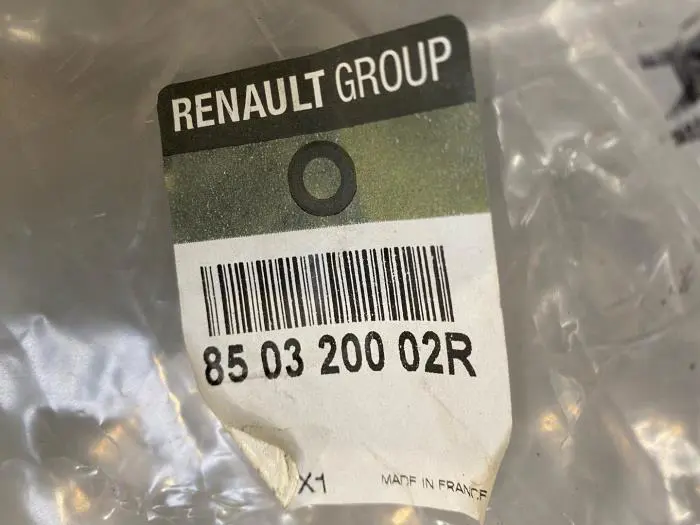 RENAULT GROUP
85 03 200 02R
X1 MADE IN FRANCE